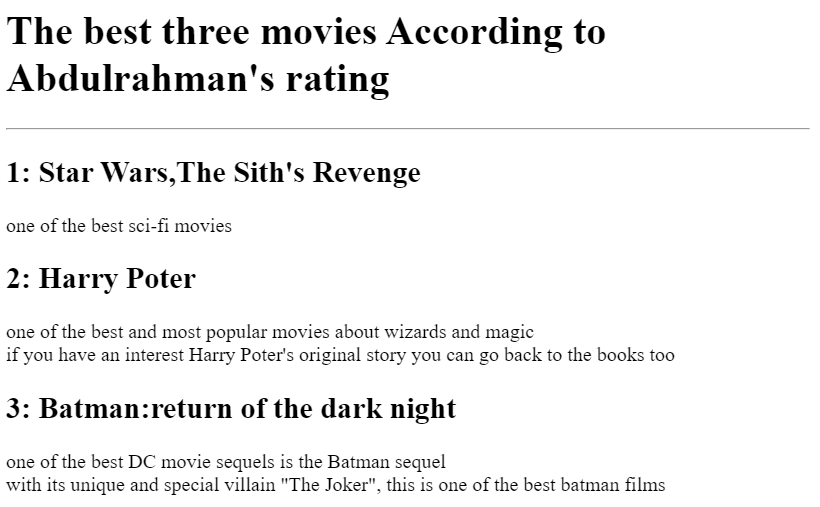 The best three movies According to
Abdulrahman's rating
1: Star Wars,The Sith's Revenge
one of the best sci-fi movies
2: Harry Poter
one of the best and most popular movies about wizards and magic
if you have an interest Harry Poter's original story you can go back to the books too
3: Batman:return of the dark night
one of the best DC movie sequels is the Batman sequel
with its unique and special villain "The Joker", this is one of the best batman films